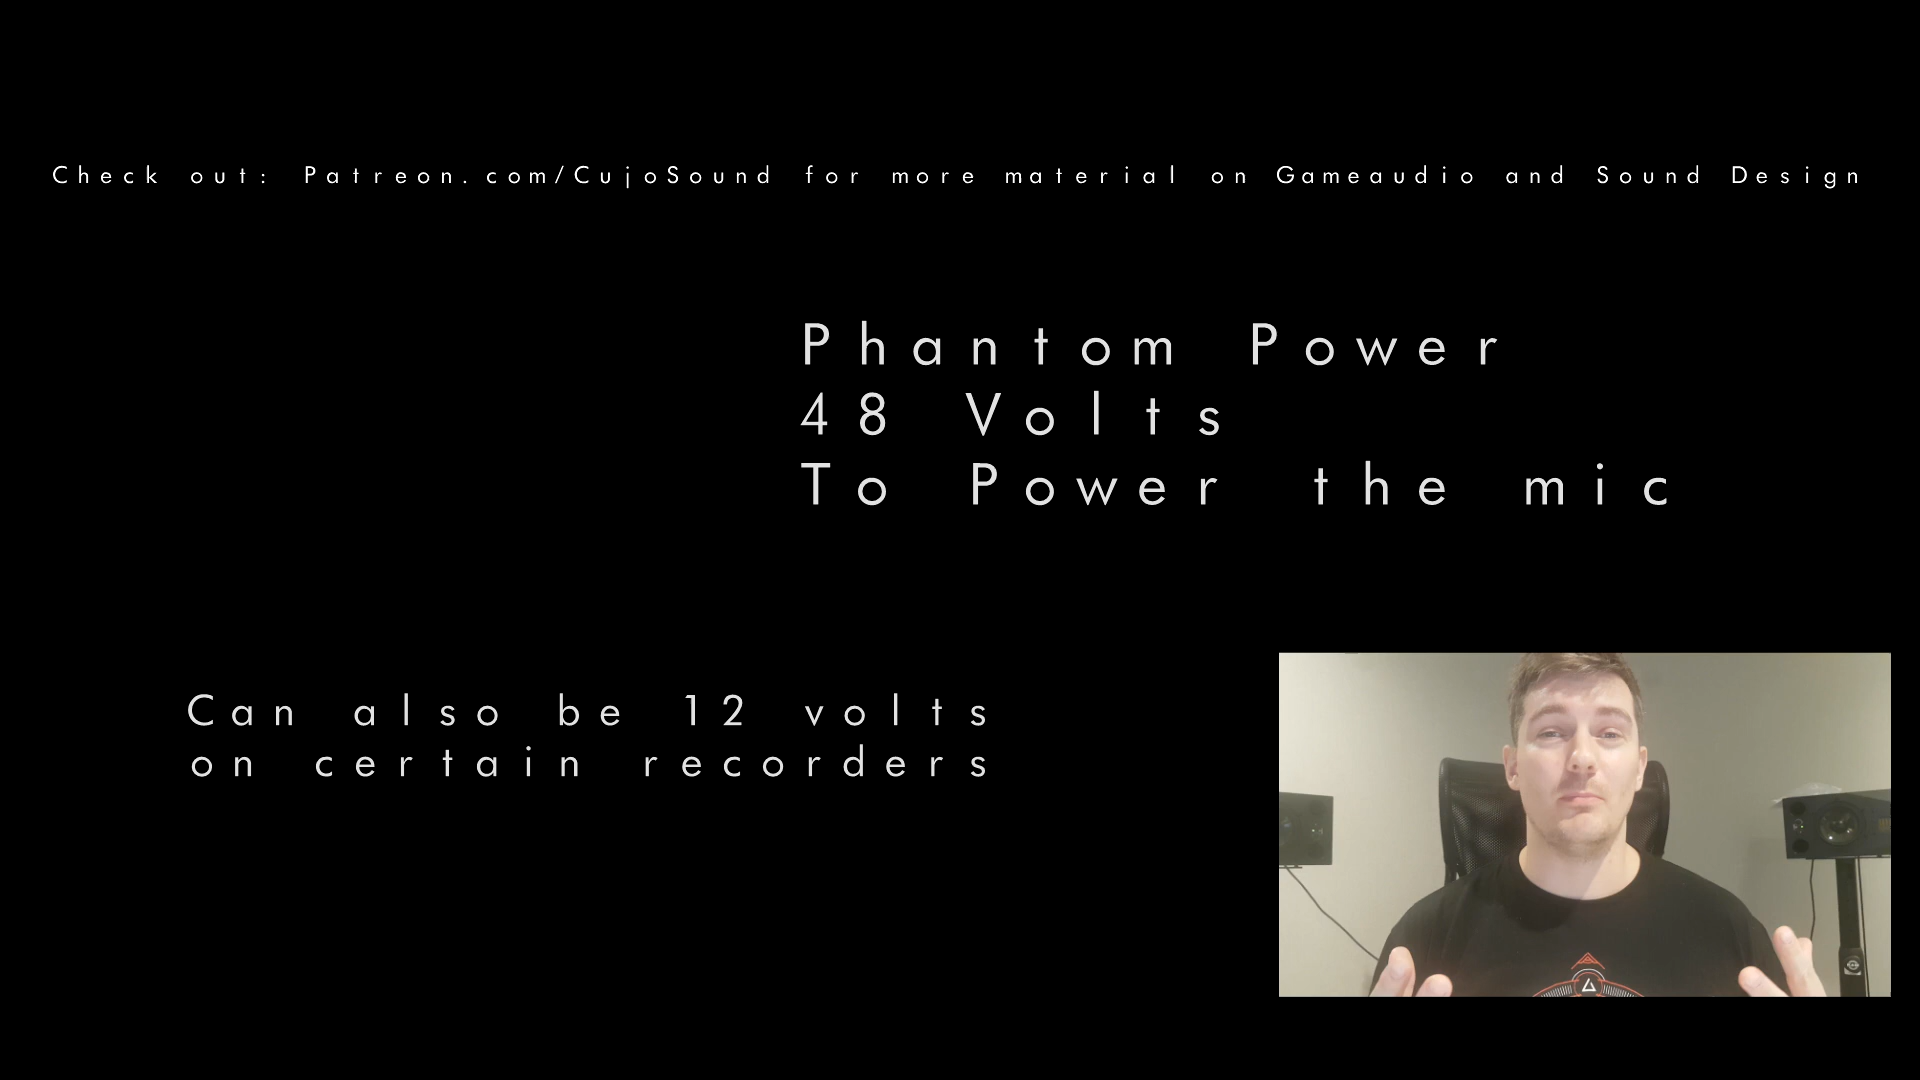 Check out: Patreon.com/CujoSound for more material on Gameaudio and Sound Design
Phantom Power
48 Volts
To Power the mic
Can also be 12 volts
on certain recorders